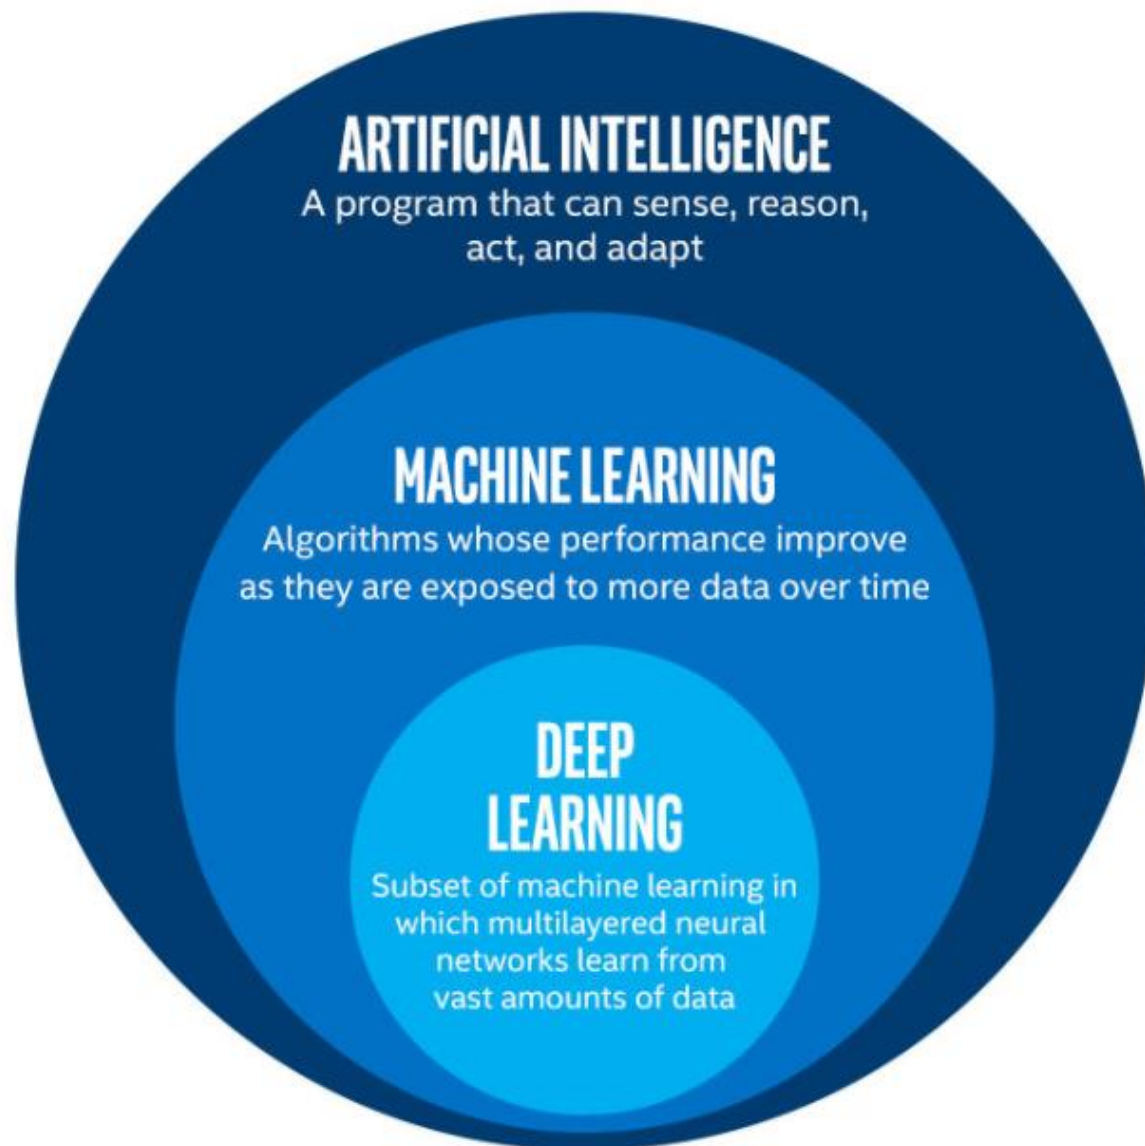 ARTIFICIAL INTELLIGENCE
A program that can sense, reason,
act, and adapt
MACHINE LEARNING
Algorithms whose performance improve
as they are exposed to more data over time
DEEP
LEARNING
Subset of machine learning in
which multilayered neural
networks learn from
vast amounts of data